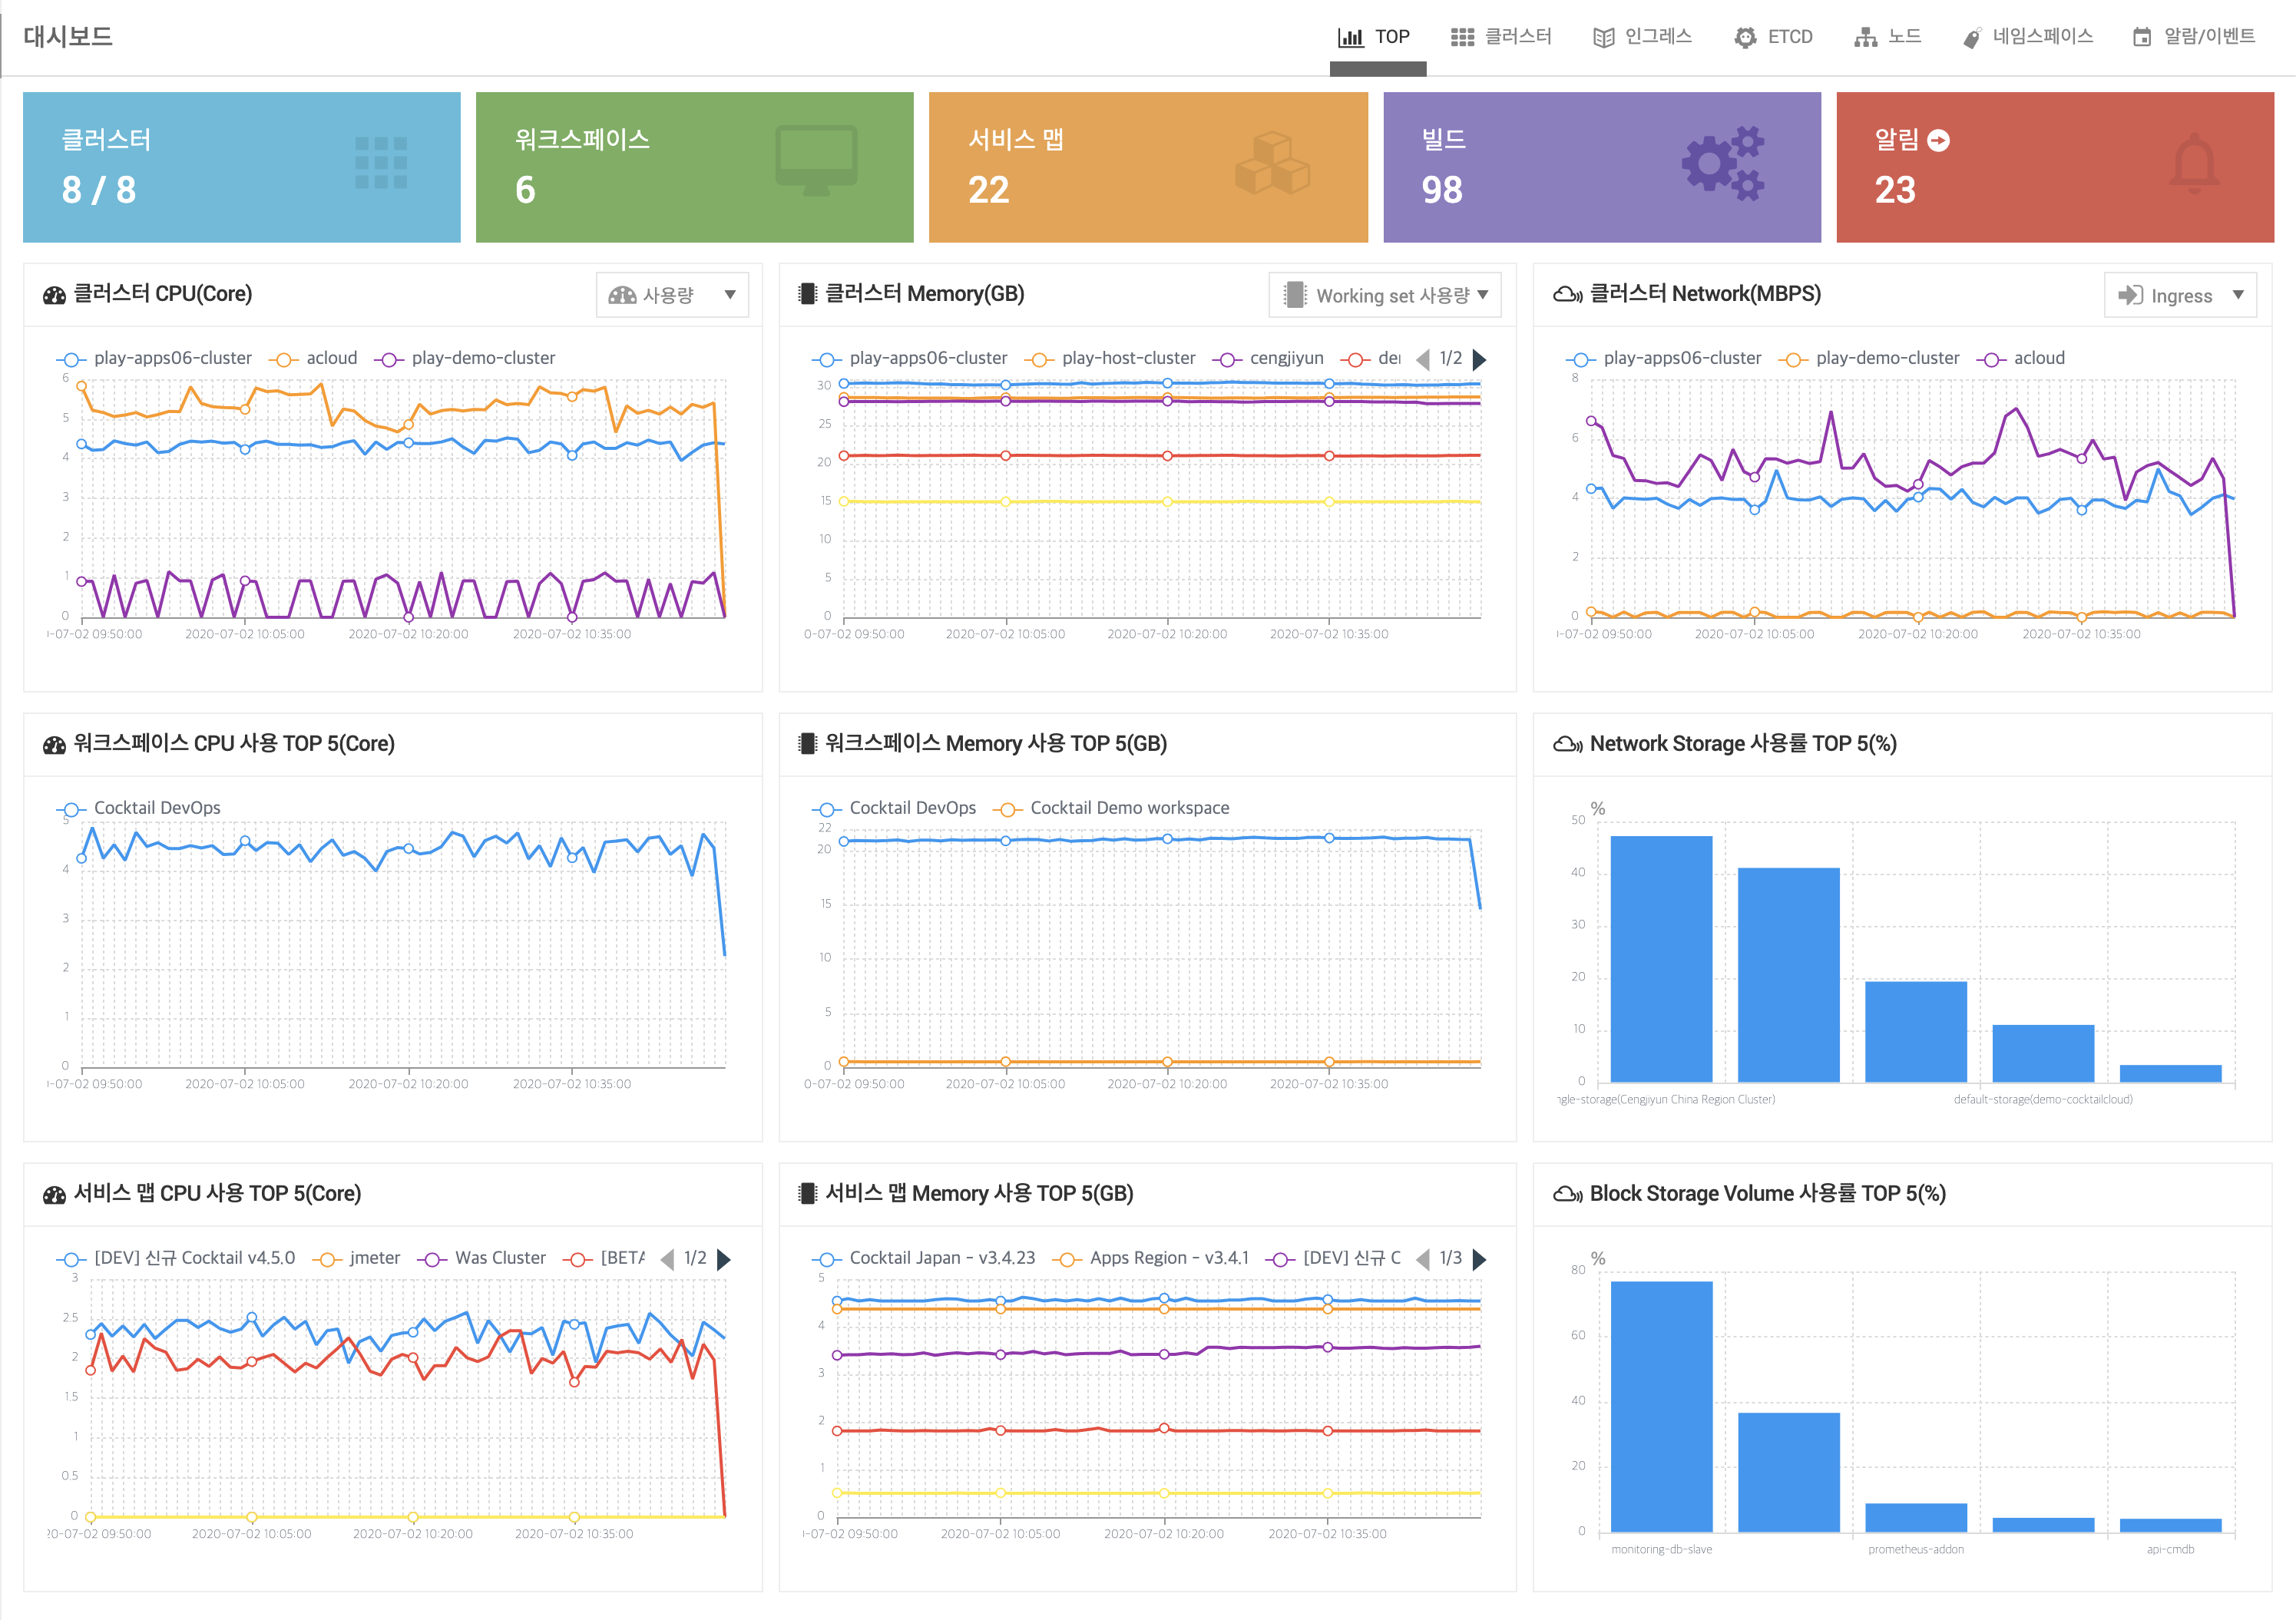 대시보드
TOP
클러스터
인그레스
ETCD
노드
네임스페이스
알람/이벤트
클러스터
8 / 8
워크스페이스
6
서비스 맵
22
빌드
98
알림
23
클러스터 CPU(Core)
사용량
play-apps06-cluster
acloud
play-demo-cluster
6
5
4
3
2
1
0
-07-02 09:50:00
2020-07-02 10:05:00
2020-07-02 10:20:00
2020-07-02 10:35:00
클러스터 Memory(GB)
Working set 사용량
play-apps06-cluster
play-host-cluster
cengjiyun
1/2
30
25
20
15
10
5
0
0-07-02 09:50:00
2020-07-02 10:05:00
2020-07-02 10:20:00
2020-07-02 10:35:00
클러스터 Network(MBPS)
Ingress
play-apps06-cluster
play-demo-cluster
acloud
8
6
4
2
0
-07-02 09:50:00
2020-07-02 10:05:00
2020-07-02 10:20:00
2020-07-02 10:35:00
워크스페이스 CPU 사용 TOP 5(Core)
Cocktail DevOps
5
4
3
2
1
0
-07-02 09:50:00
2020-07-02 10:05:00
2020-07-02 10:20:00
2020-07-02 10:35:00
워크스페이스 Memory 사용 TOP 5(GB)
Cocktail DevOps
Cocktail Demo workspace
22
20
15
10
5
0
0-07-02 09:50:00
2020-07-02 10:05:00
2020-07-02 10:20:00
2020-07-02 10:35:00
Network Storage 사용률 TOP 5(%)
%
50
40
30
20
10
0
ngle-storage(Cengjiyun China Region Cluster)
default-storage(demo-cocktailcloud)
서비스 맵 CPU 사용 TOP 5(Core)
[DEV] 신규 Cocktail v4.5.0
jmeter
Was Cluster
[BETA
1/2
3
2.5
2
1.5
1
0.5
0
20-07-02 09:50:00
2020-07-02 10:05:00
2020-07-02 10:20:00
2020-07-02 10:35:00
서비스 맵 Memory 사용 TOP 5(GB)
Cocktail Japan - v3.4.23
Apps Region - v3.4.1
[DEV] 신규 C
1/3
5
4
3
2
1
0
-07-02 09:50:00
2020-07-02 10:05:00
2020-07-02 10:20:00
2020-07-02 10:35:00
Block Storage Volume 사용률 TOP 5(%)
%
80
60
40
20
0
monitoring-db-slave
prometheus-addon
api-cmdb